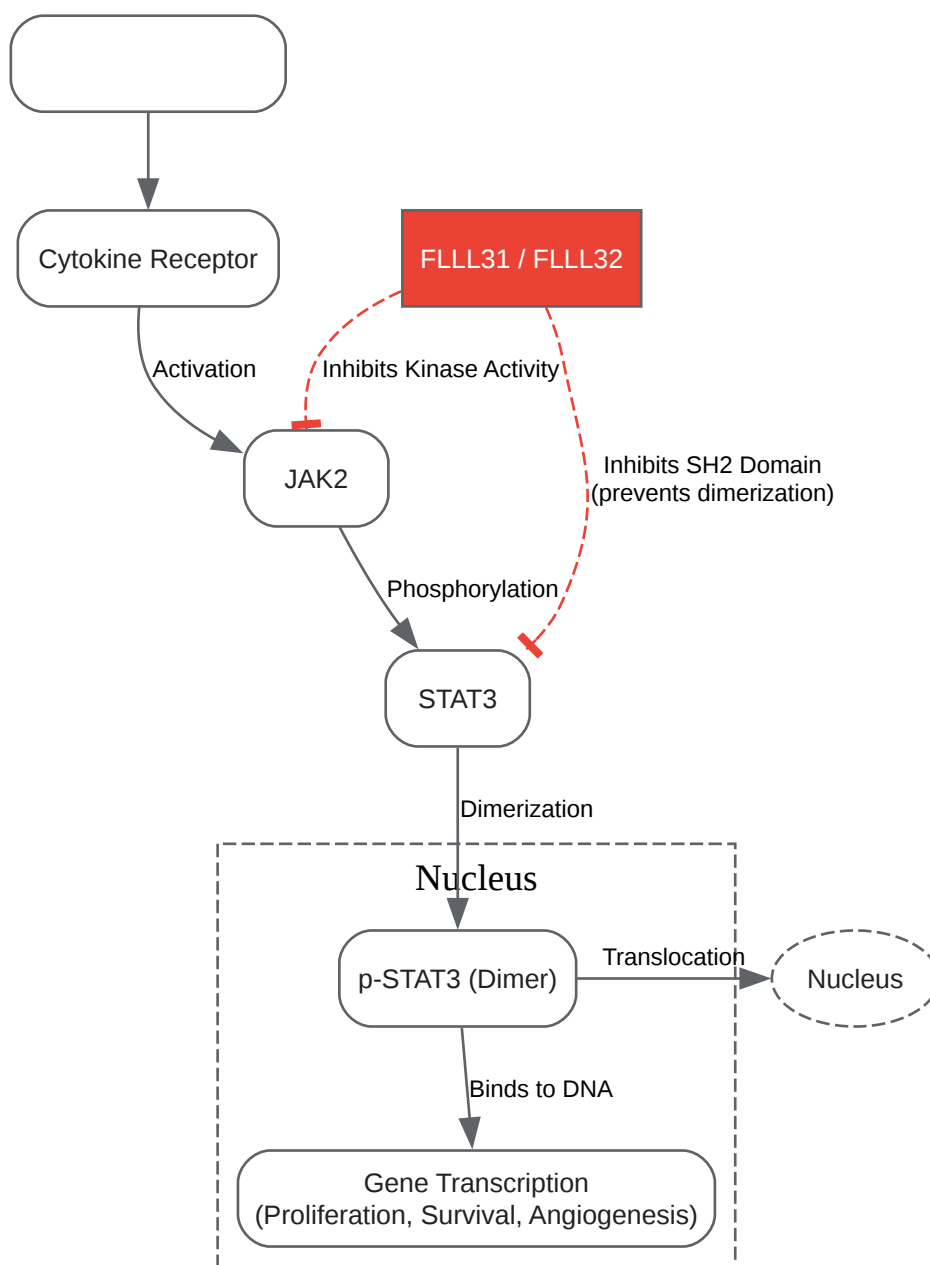 Cytokine Receptor
FLLL31 / FLLL32
Activation
Inhibits Kinase Activity
JAK2
Inhibits SH2 Domain
(prevents dimerization)
Phosphorylation
STAT3
Dimerization
Nucleus
p-STAT3 (Dimer)
Translocation
Nucleus
Binds to DNA
Gene Transcription
(Proliferation, Survival, Angiogenesis)